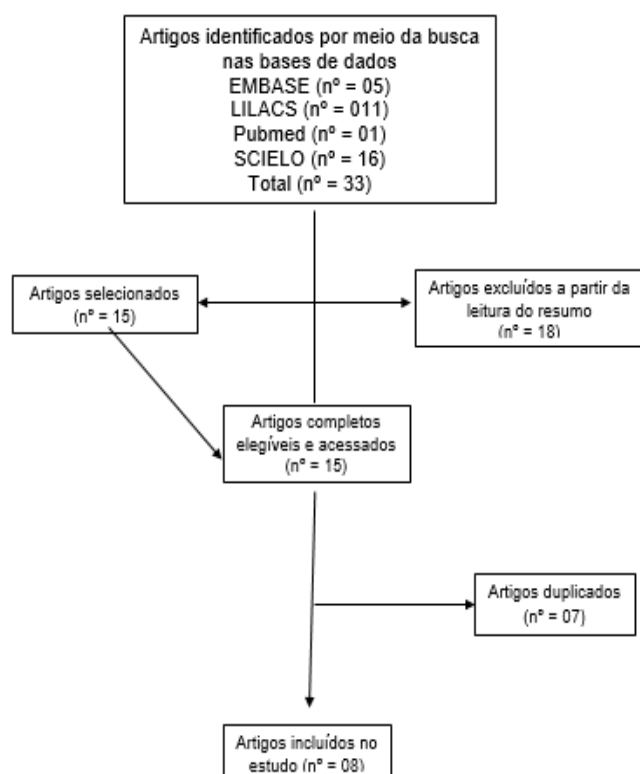 Artigos identificados por meio da busca
nas bases de dados
EMBASE (nº = 05)
LILACS (nº = 011)
Pubmed (nº = 01)
SCIELO (nº = 16)
Total (nº = 33)
Artigos selecionados
(nº = 15)
Artigos excluídos a partir da
leitura do resumo
(nº = 18)
Artigos completos
elegíveis e acessados
(nº = 15)
Artigos duplicados
(nº = 07)
Artigos incluídos no
estudo (nº = 08)